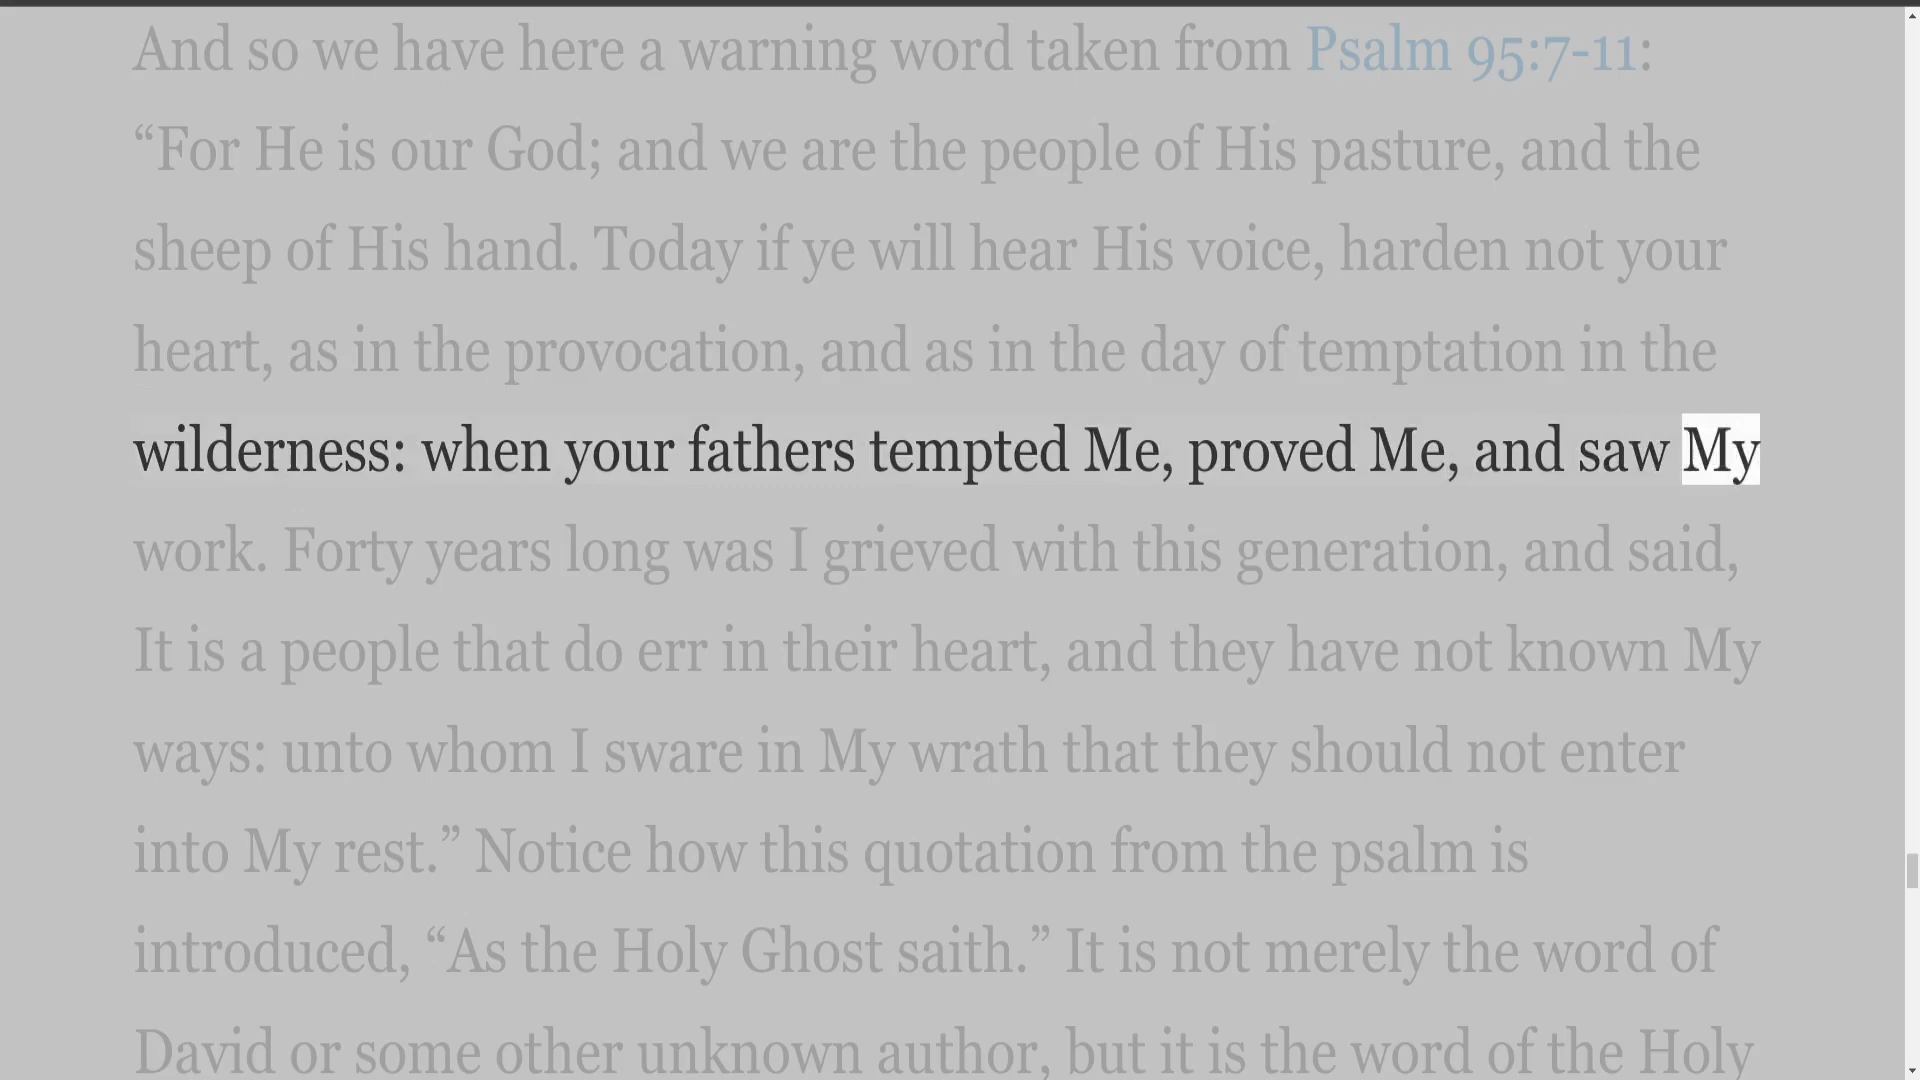 And so we have here a warning word taken from Psalm 95:7-11:
“For He is our God; and we are the people of His pasture, and the
sheep of His hand. Today if ye will hear His voice, harden not your
heart, as in the provocation, and as in the day of temptation in the
wilderness: when your fathers tempted Me, proved Me, and saw My
work. Forty years long was I grieved with this generation, and said,
It is a people that do err in their heart, and they have not known My
ways: unto whom I sware in My wrath that they should not enter
into My rest.” Notice how this quotation from the psalm is
introduced, “As the Holy Ghost saith.” It is not merely the word of
David or some other unknown author, but it is the word of the Holy